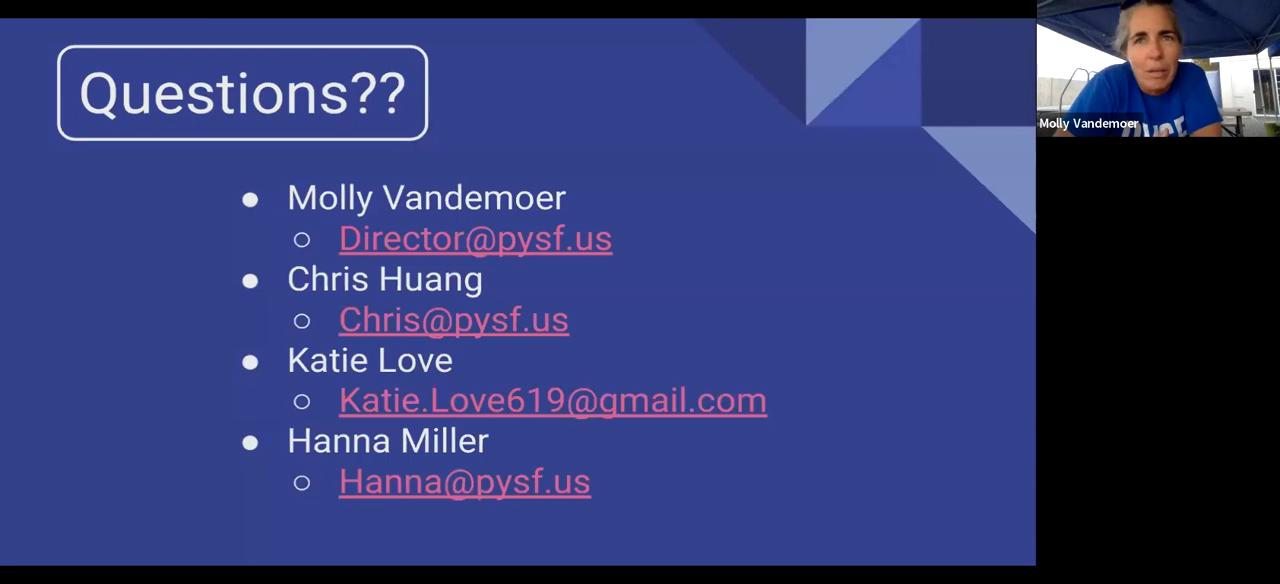 Questions??
Molly Vandemoer
Director@pysf.us
Chris Huang
Chris@pysf.us
Katie Love
Katie.Love619@gmail.com
Hanna Miller
Hanna@pysf.us
Molly Vandemoer